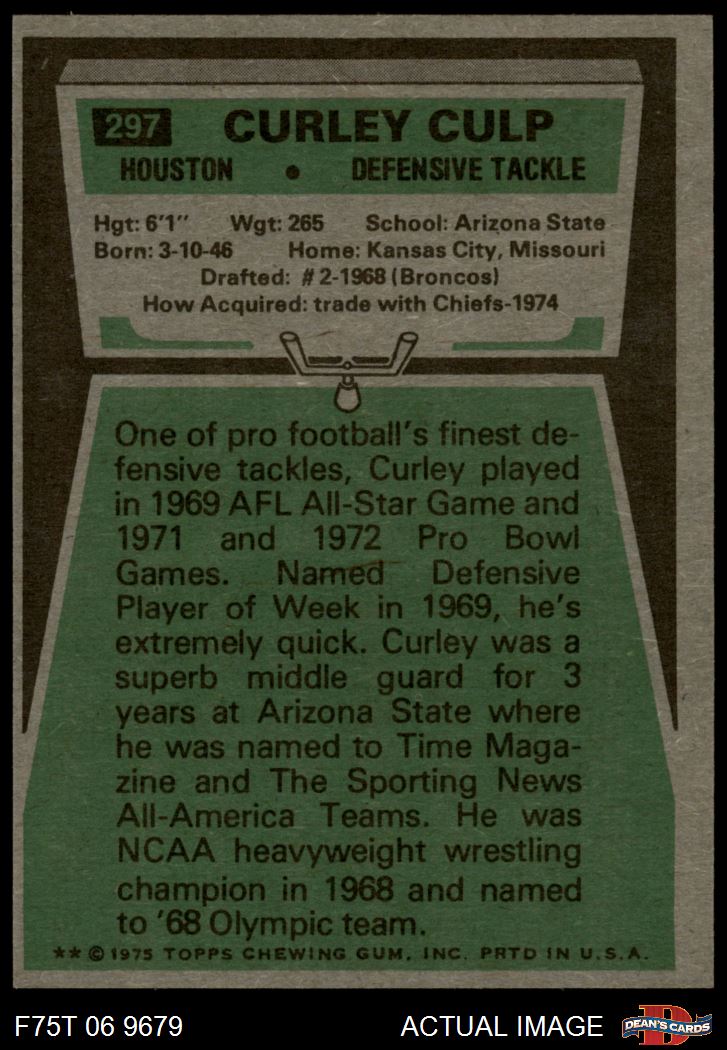 297 CURLEY CULP
HOUSTON • DEFENSIVE TACKLE
Hgt: 6'1" Wgt: 265 School: Arizona State
Born: 3-10-46 Home: Kansas City, Missouri
Drafted: #2-1968 (Broncos)
How Acquired: trade with Chiefs-1974
One of pro football's finest de-
fensive tackles, Curley played
in 1969 AFL All-Star Game and
1971 and 1972 Pro Bowl
Games. Named Defensive
Player of Week in 1969, he's
extremely quick. Curley was a
superb middle guard for 3
years at Arizona State where
he was named to Time Maga-
zine and The Sporting News
All-America Teams. He was
NCAA heavyweight wrestling
champion in 1968 and named
to '68 Olympic team.
** © 1975 TOPPS CHEWING GUM, INC. PRTD IN U.S.A.
F75T 06 9679 ACTUAL IMAGE D DEAN'S CARDS